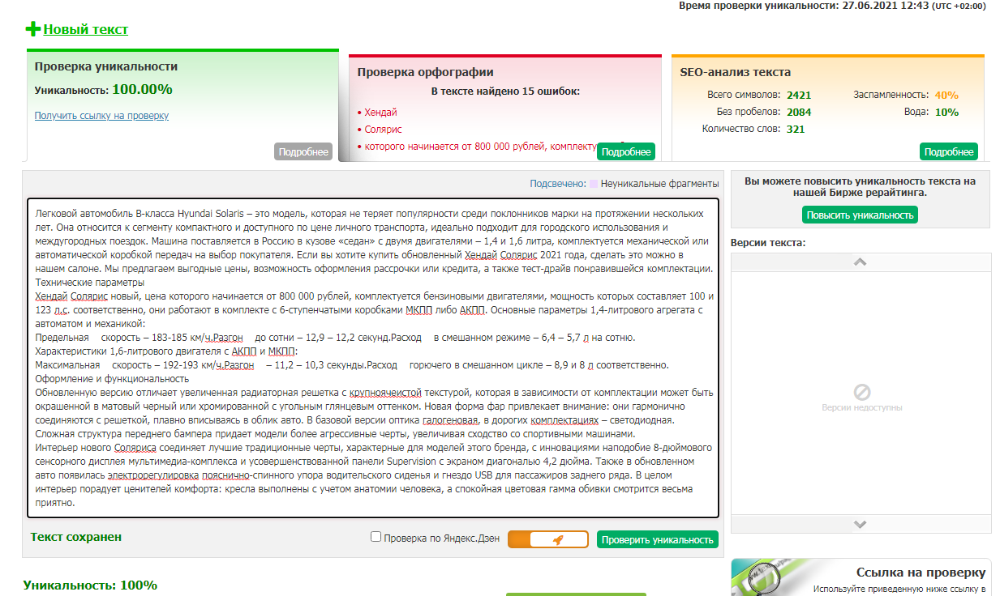 Время проверки уникальности: 27.06.2021 12:43 (UTC +02:00)
Новый текст
Проверка уникальности
Уникальность: 100.00%
Получить ссылку на проверку
Подробнее
Проверка орфографии
В тексте найдено 15 ошибок:
• Хендай
• Солярис
• которого начинается от 800 000 рублей, комплекту
Подробнее
SEO-анализ текста
Всего символов: 2421
Без пробелов: 2084
Количество слов: 321
Заспамленность: 40%
Вода: 10%
Подробнее
Подсвечено: Неуникальные фрагменты
Легковой автомобиль B-класса Hyundai Solaris – это модель, которая не теряет популярности среди поклонников марки на протяжении нескольких
лет. Она относится к сегменту компактного и доступного по цене личного транспорта, идеально подходит для городского использования и
междугородных поездок. Машина поставляется в Россию в кузове «седан» с двумя двигателями – 1,4 и 1,6 литра, комплектуется механической или
автоматической коробкой передач на выбор покупателя. Если вы хотите купить обновленный Хендай Солярис 2021 года, сделать это можно в
нашем салоне. Мы предлагаем выгодные цены, возможность оформления рассрочки или кредита, а также тест-драйв понравившейся комплектации.
Технические параметры
Хендай Солярис новый, цена которого начинается от 800 000 рублей, комплектуется бензиновыми двигателями, мощность которых составляет 100 и
123 л.с. соответственно, они работают в комплекте с 6-ступенчатыми коробками МКПП либо АКПП. Основные параметры 1,4-литрового агрегата с
автоматом и механикой:
Предельная скорость – 183-185 км/ч.Разгон до сотни – 12,9 – 12,2 секунд.Расход в смешанном режиме – 6,4 – 5,7 л на сотню.
Характеристики 1,6-литрового двигателя с АКПП и МКПП:
Максимальная скорость – 192-193 км/ч.Разгон – 11,2 – 10,3 секунды.Расход горючего в смешанном цикле – 8,9 и 8 л соответственно.
Оформление и функциональность
Обновленную версию отличает увеличенная радиаторная решетка с крупноячеистой текстурой, которая в зависимости от комплектации может быть
окрашенной в матовый черный или хромированной с угольным глянцевым оттенком. Новая форма фар привлекает внимание: они гармонично
соединяются с решеткой, плавно вписываясь в облик авто. В базовой версии оптика галогеновая, в дорогих комплектациях – светодиодная.
Сложная структура переднего бампера придает модели более агрессивные черты, увеличивая сходство со спортивными машинами.
Интерьер нового Соляриса соединяет лучшие традиционные черты, характерные для моделей этого бренда, с инновациями наподобие 8-дюймового
сенсорного дисплея мультимедиа-комплекса и усовершенствованной панели Supervision с экраном диагональю 4,2 дюйма. Также в обновленном
авто появилась электрорегулировка пояснично-спинного упора водительского сиденья и гнездо USB для пассажиров заднего ряда. В целом
интерьер порадует ценителей комфорта: кресла выполнены с учетом анатомии человека, а спокойная цветовая гамма обивки смотрится весьма
приятно.
Текст сохранен
Проверка по Яндекс.Дзен
Проверить уникальность
Уникальность: 100%
Вы можете повысить уникальность текста на
нашей Бирже рерайтинга.
Повысить уникальность
Версии текста:
Версии недоступны
Ссылка на проверку
Используйте приведенную ниже ссылку в